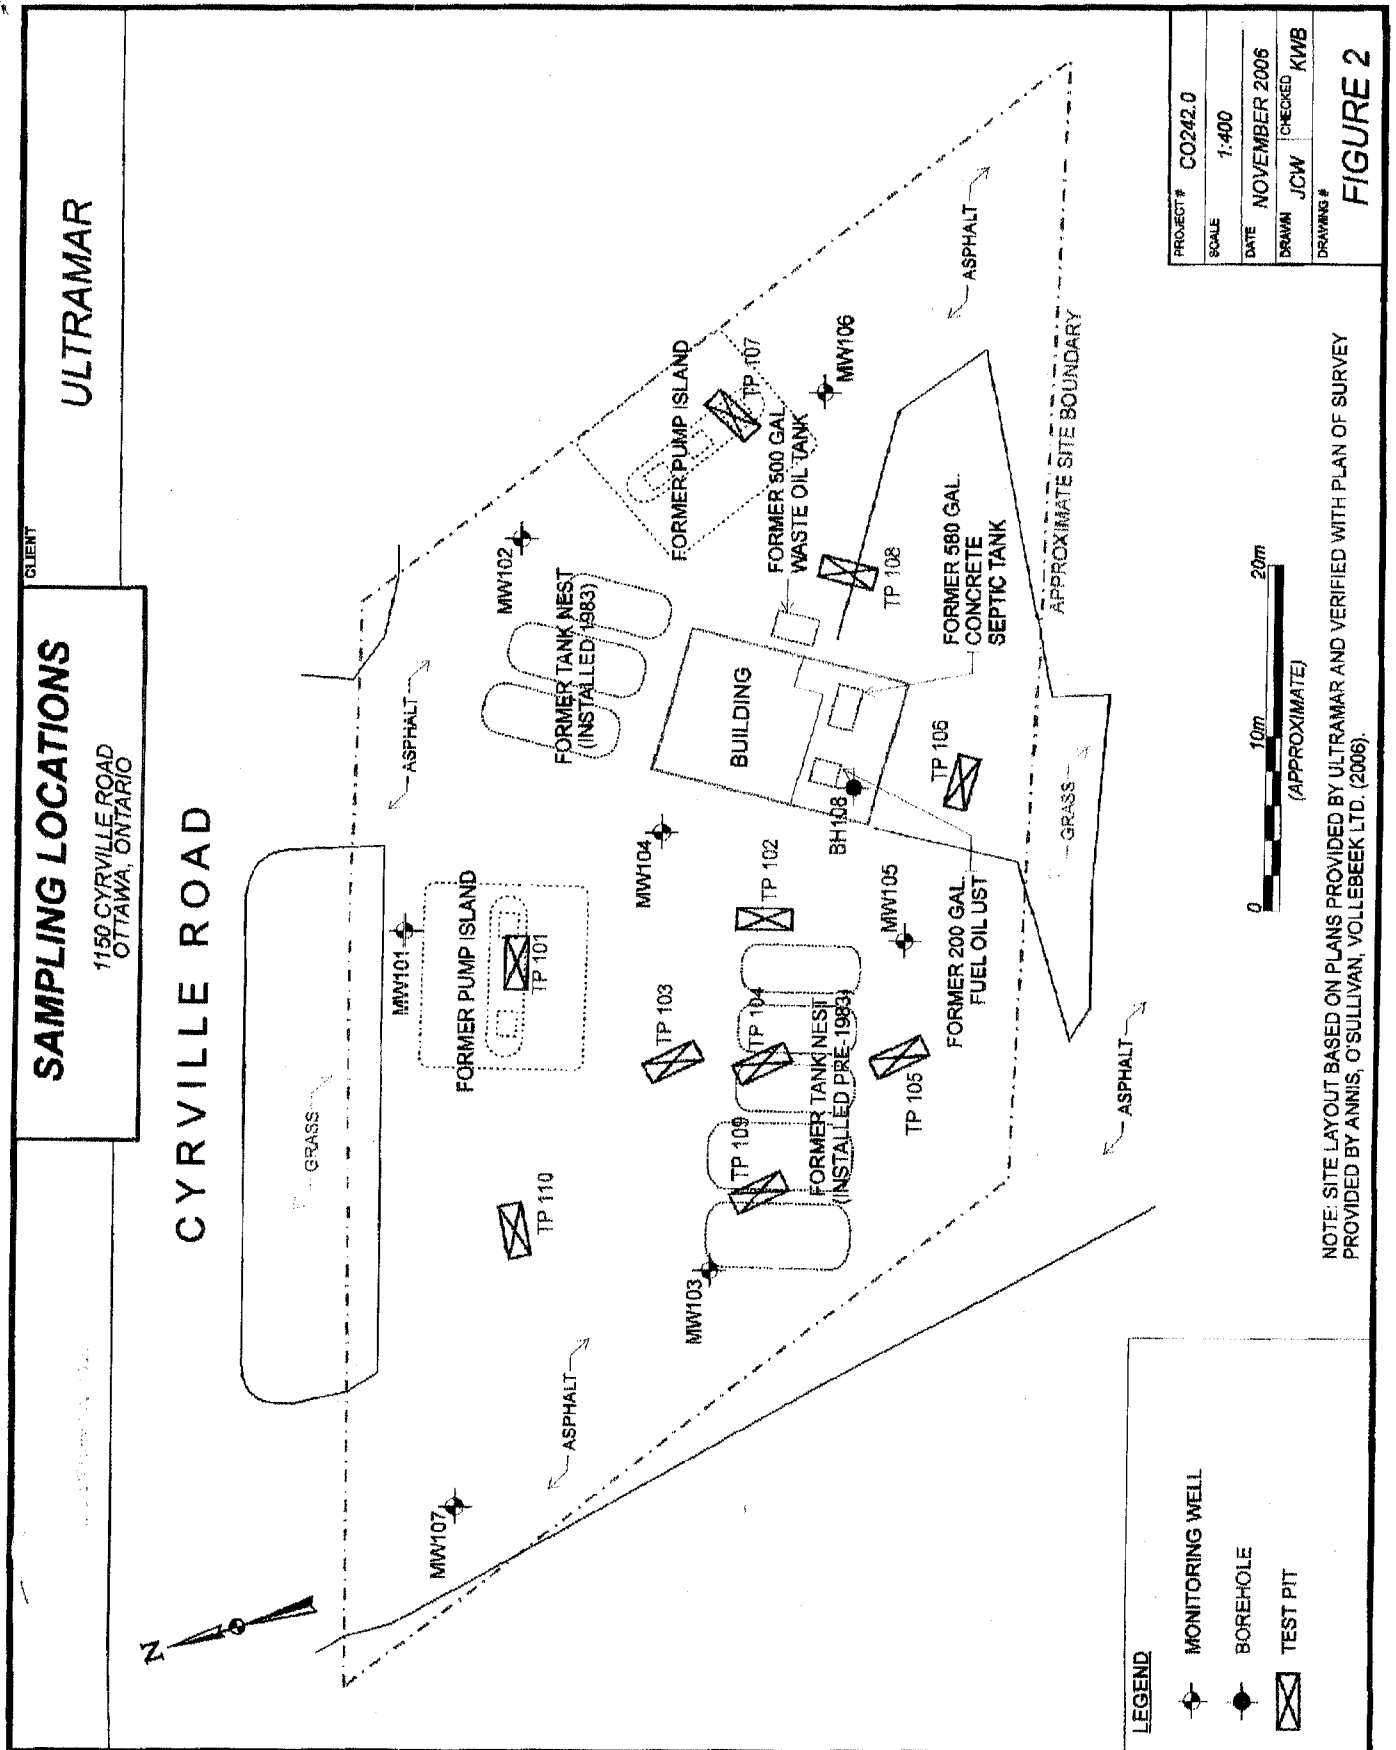 SAMPLING LOCATIONS
1150 CYRVILLE ROAD
OTTAWA, ONTARIO
CLIENT
ULTRAMAR
N
CYRVILLE ROAD
GRASS
ASPHALT
MW107
MW101
FORMER PUMP ISLAND
TP 101
TP 110
ASPHALT
MW102
FORMER TANK NEST
(INSTALLED 1983)
MW104
TP 103
TP 102
MW103
TP 109
TP 104
FORMER TANK NEST
(INSTALLED PRE-1983)
TP 105
MW105
BUILDING
BH108
FORMER 200 GAL.
FUEL OIL UST
TP 106
FORMER PUMP ISLAND
TP 107
FORMER 500 GAL
WASTE OIL TANK
MW106
TP 108
FORMER 580 GAL.
CONCRETE
SEPTIC TANK
ASPHALT
APPROXIMATE SITE BOUNDARY
GRASS
ASPHALT
LEGEND
MONITORING WELL
BOREHOLE
TEST PIT
0 10m 20m
(APPROXIMATE)
NOTE: SITE LAYOUT BASED ON PLANS PROVIDED BY ULTRAMAR AND VERIFIED WITH PLAN OF SURVEY
PROVIDED BY ANNIS, O'SULLIVAN, VOLLEBEEK LTD. (2006).
PROJECT # CO242.0
SCALE 1:400
DATE NOVEMBER 2006
DRAWN JCW CHECKED KWB
DRAWING #
FIGURE 2